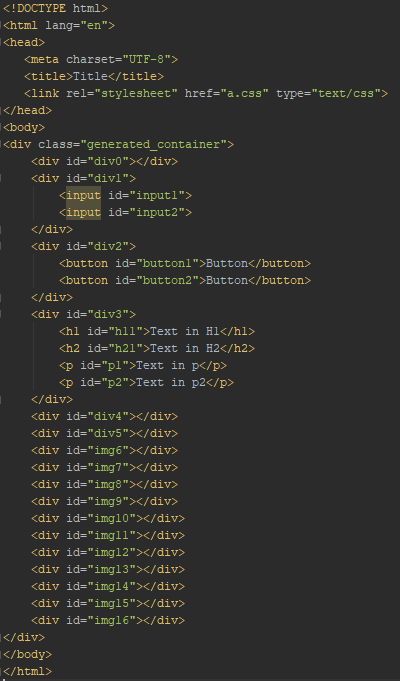 <!DOCTYPE html>
<html lang="en">
<head>
    <meta charset="UTF-8">
    <title>Title</title>
    <link rel="stylesheet" href="a.css" type="text/css">
</head>
<body>
<div class="generated_container">
    <div id="div0"></div>
    <div id="div1">
        <input id="input1">
        <input id="input2">
    </div>
    <div id="div2">
        <button id="button1">Button</button>
        <button id="button2">Button</button>
    </div>
    <div id="div3">
        <h1 id="h11">Text in H1</h1>
        <h2 id="h21">Text in H2</h2>
        <p id="p1">Text in p</p>
        <p id="p2">Text in p2</p>
    </div>
    <div id="div4"></div>
    <div id="div5"></div>
    <div id="img6"></div>
    <div id="img7"></div>
    <div id="img8"></div>
    <div id="img9"></div>
    <div id="img10"></div>
    <div id="img11"></div>
    <div id="img12"></div>
    <div id="img13"></div>
    <div id="img14"></div>
    <div id="img15"></div>
    <div id="img16"></div>
</div>
</body>
</html>